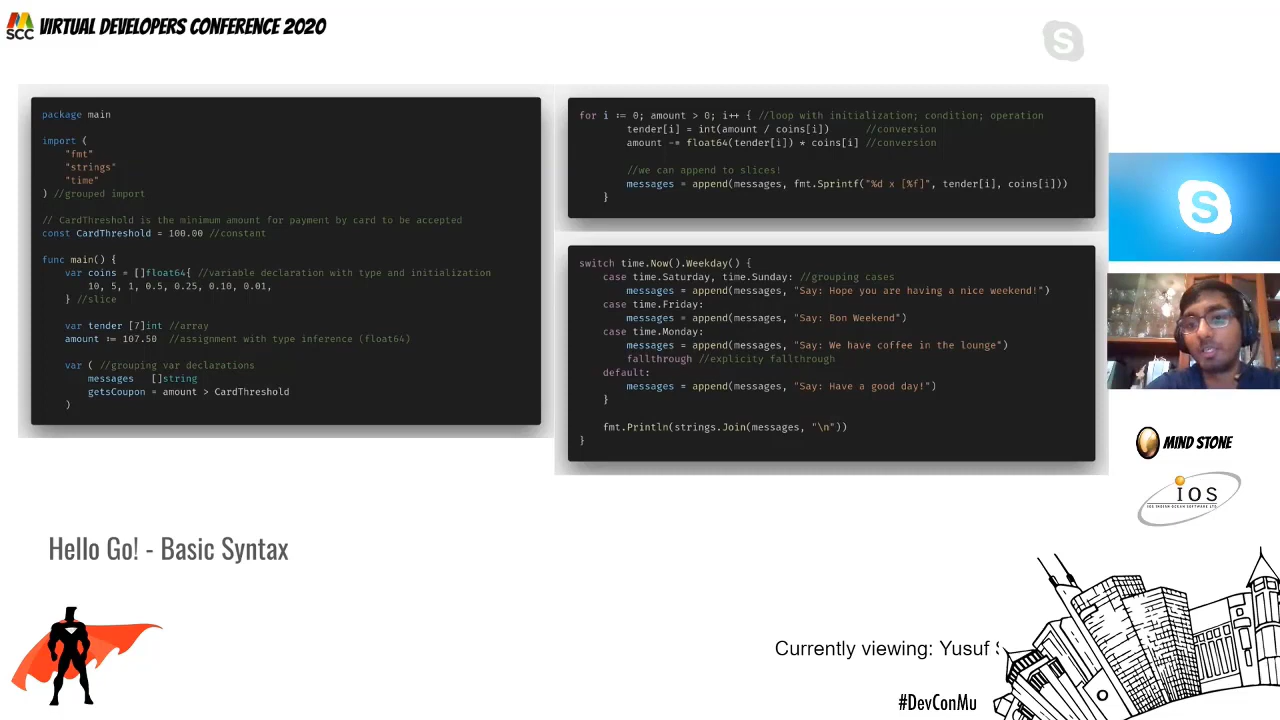 SCC VIRTUAL DEVELOPERS CONFERENCE 2020
S
package main
import (
"fmt"
"strings"
"time"
) //grouped import
// CardThreshold is the minimum amount for payment by card to be accepted
const CardThreshold = 100.00 //constant
func main() {
var coins = []float64{ //variable declaration with type and initialization
10, 5, 1, 0.5, 0.25, 0.10, 0.01,
} //slice
var tender [7]int //array
amount := 107.50 //assignment with type inference (float64)
var ( //grouping var declarations
messages []string
getsCoupon = amount > CardThreshold
)
for i := 0; amount > 0; i++ { //loop with initialization; condition; operation
tender[i] = int(amount / coins[i]) //conversion
amount -= float64(tender[i]) * coins[i] //conversion
//we can append to slices!
messages = append(messages, fmt.Sprintf("%d x [%f]", tender[i], coins[i]))
}
switch time.Now().Weekday() {
case time.Saturday, time.Sunday: //grouping cases
messages = append(messages, "Say: Hope you are having a nice weekend!")
case time.Friday:
messages = append(messages, "Say: Bon Weekend")
case time.Monday:
messages = append(messages, "Say: We have coffee in the lounge")
fallthrough //explicity fallthrough
default:
messages = append(messages, "Say: Have a good day!")
}
fmt.Println(strings.Join(messages, "\n"))
}
S
MIND STONE
IOS
Hello Go! - Basic Syntax
Currently viewing: Yusuf
#DevConMu